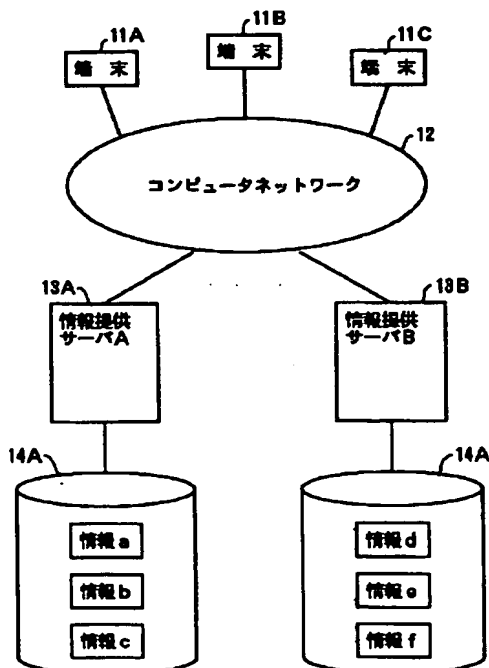 11A
11B
11C
端 末
端 末
端 末
12
コンピュータネットワーク
13A
13B
情報提供
サーバA
情報提供
サーバB
14A
14A
情報a
情報d
情報b
情報e
情報c
情報f